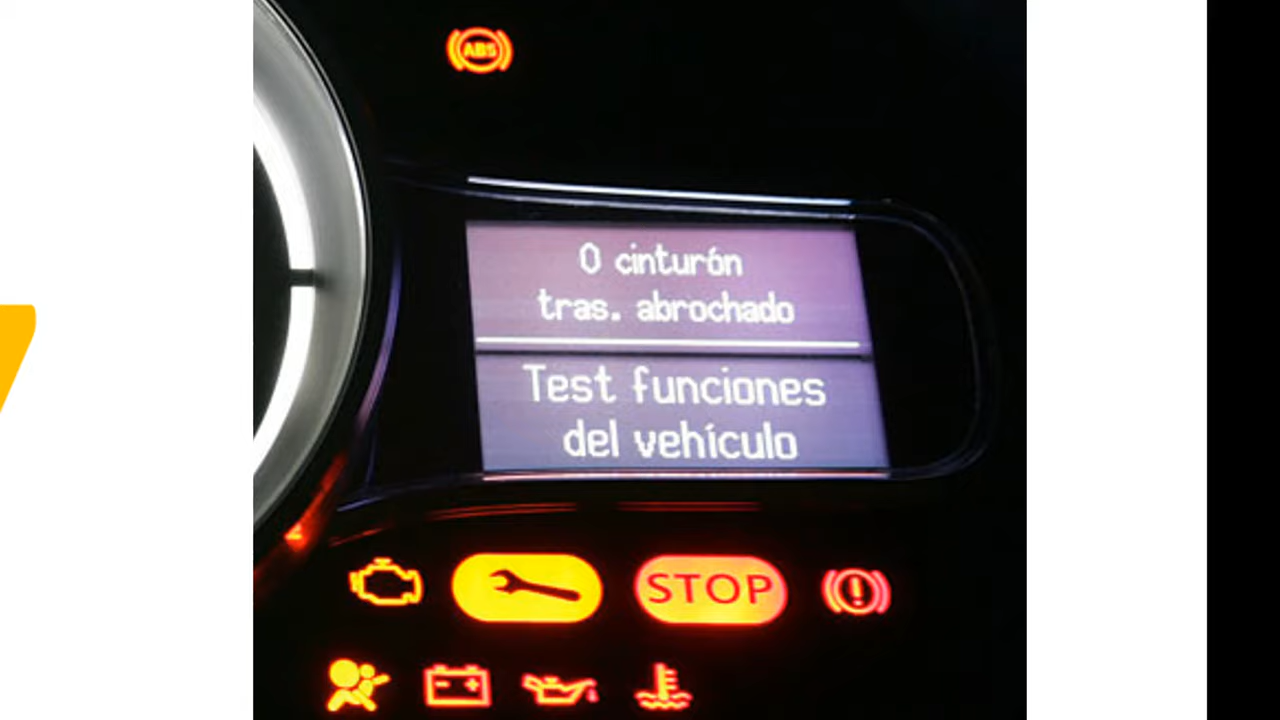 ABS
0 cinturón
tras. abrochado
Test funciones
del vehículo
STOP